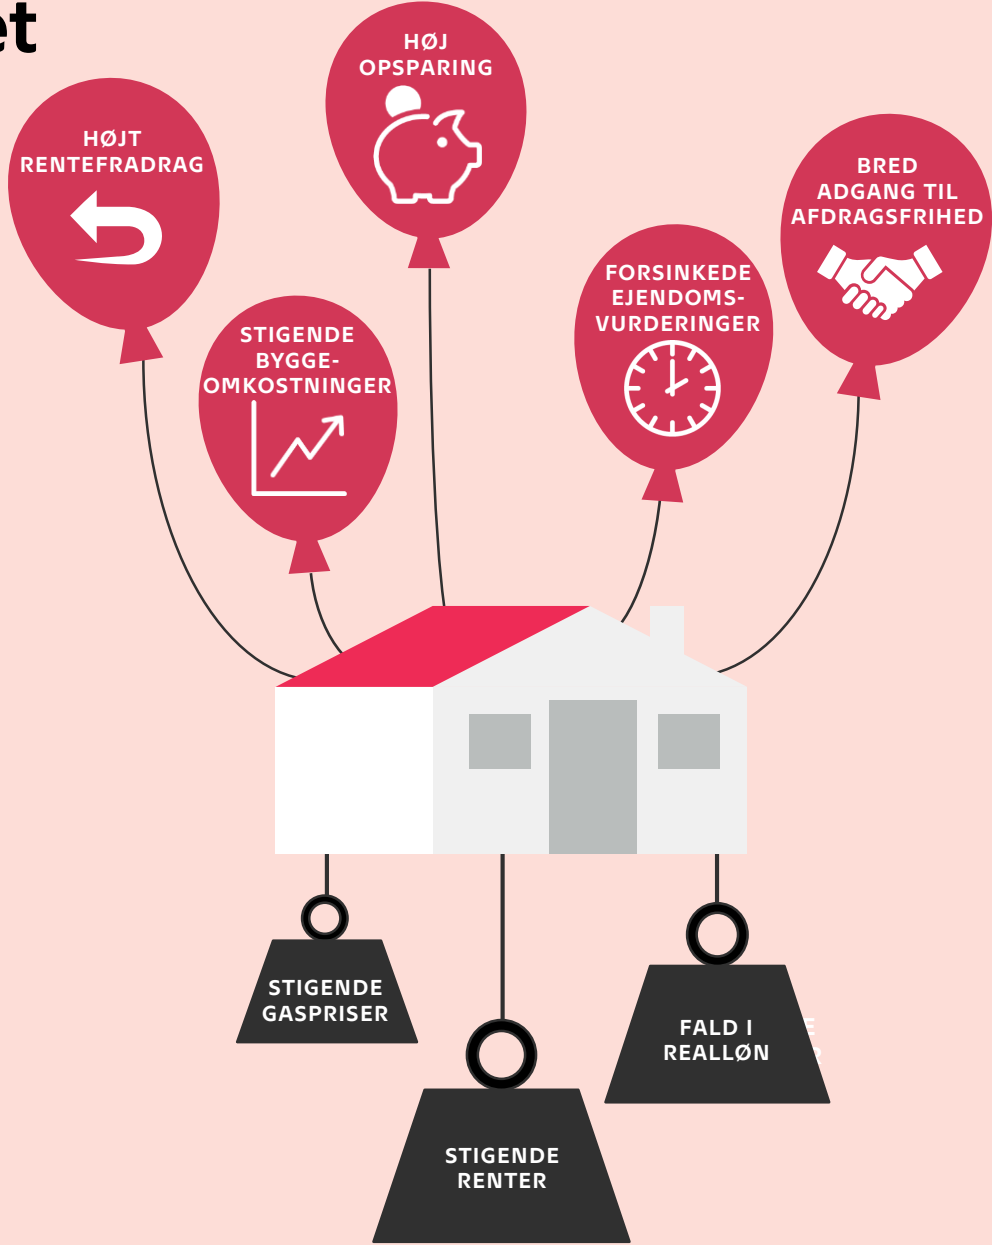 et
HØJ
OPSPARING
HØJT
RENTEFRADRAG
BRED
ADGANG TIL
AFDRAGSFRIHED
FORSINKEDE
EJENDOMS-
VURDERINGER
STIGENDE
BYGGE-
OMKOSTNINGER
STIGENDE
GASPRISER
FALD I
REALLØN
STIGENDE
RENTER